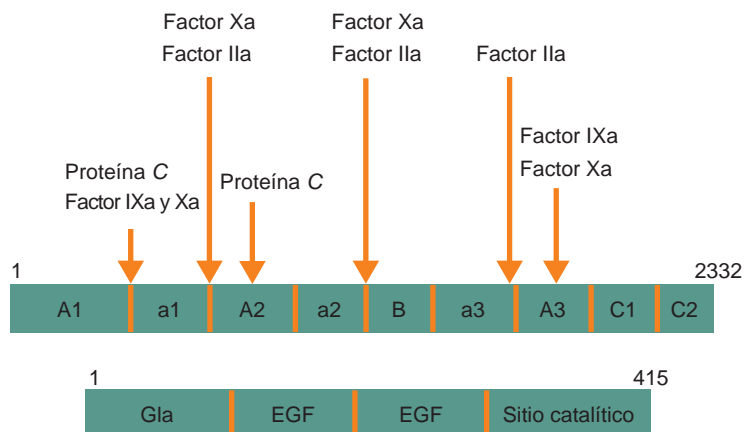 Factor Xa
Factor IIa
Factor Xa
Factor IIa
Factor IIa
Factor IXa
Factor Xa
Proteína C
Factor IXa y Xa
Proteína C
1
2332
A1
a1
A2
a2
B
a3
A3
C1
C2
1
415
Gla
EGF
EGF
Sitio catalítico